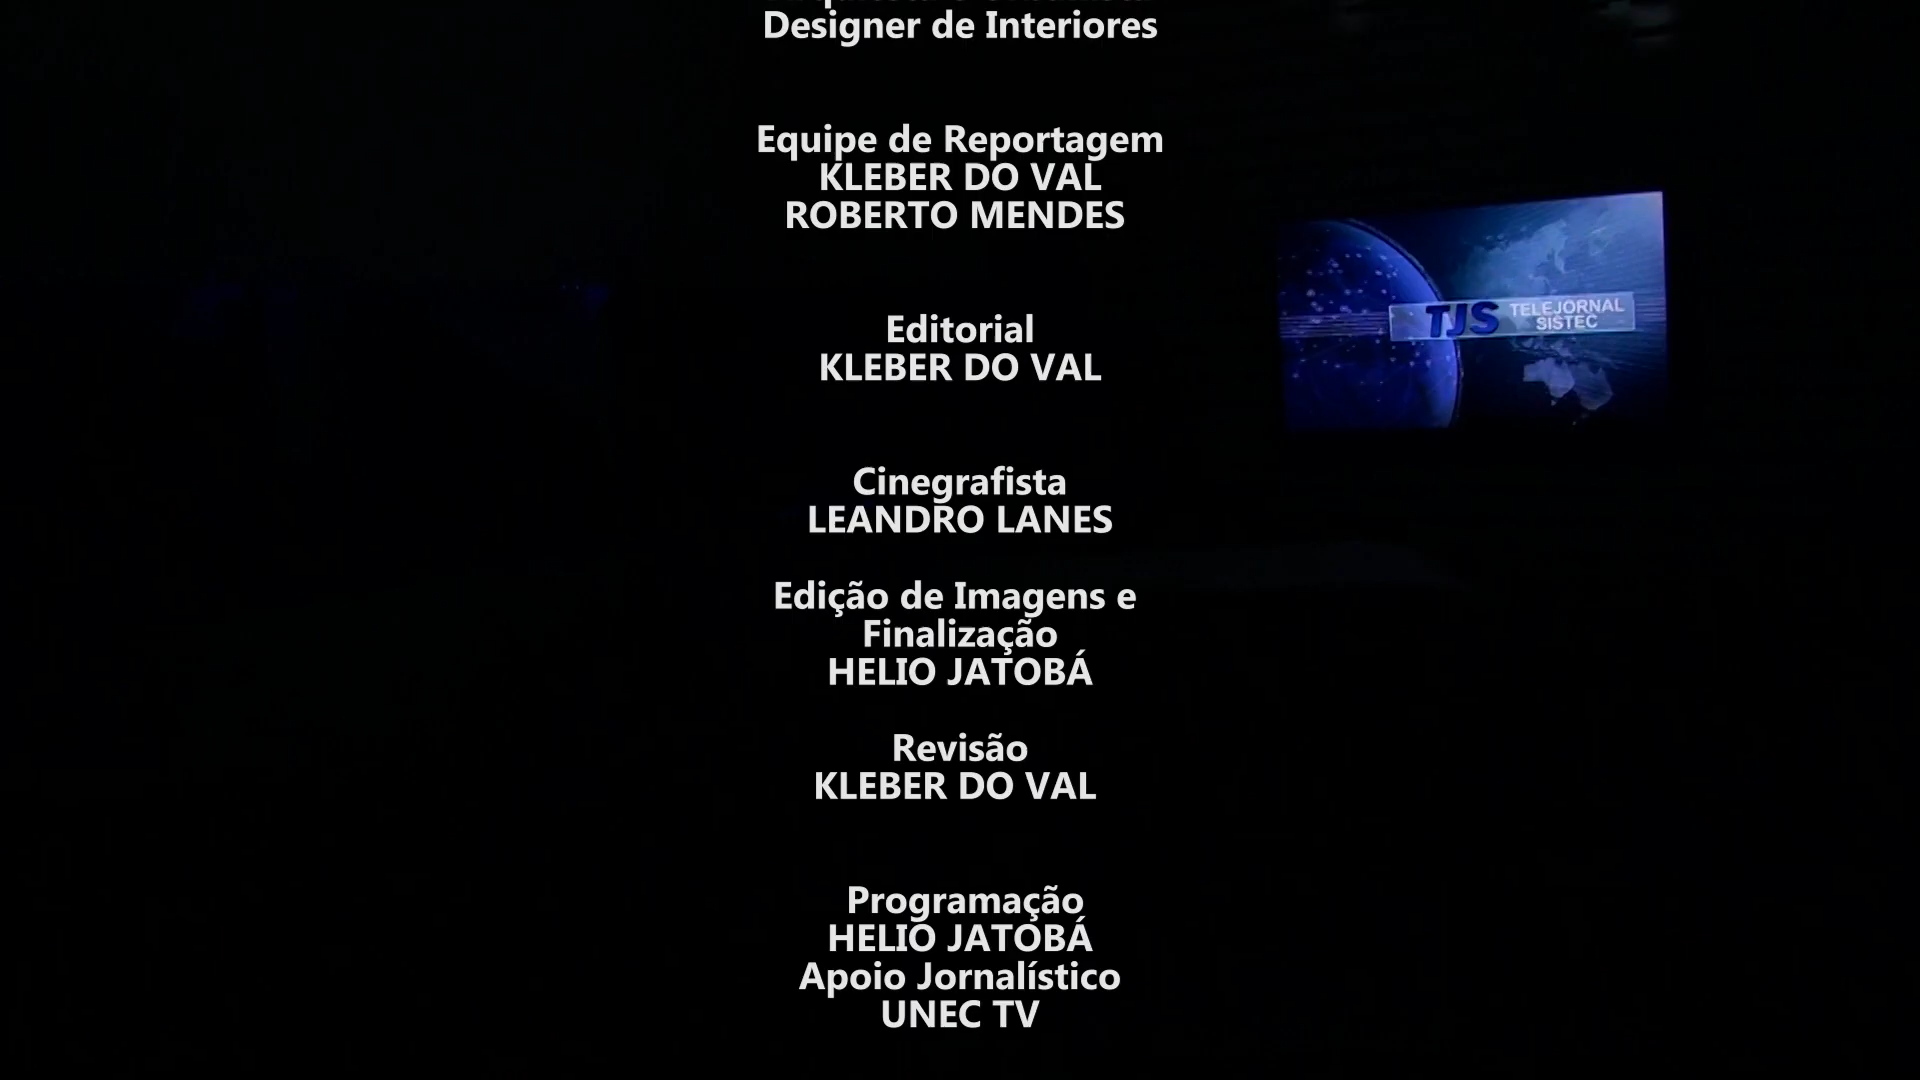 Designer de Interiores
Equipe de Reportagem
KLEBER DO VAL
ROBERTO MENDES
Editorial
KLEBER DO VAL
Cinegrafista
LEANDRO LANES
Edição de Imagens e
Finalização
HELIO JATOBÁ
Revisão
KLEBER DO VAL
Programação
HELIO JATOBÁ
Apoio Jornalístico
UNEC TV
TJS TELEJORNAL
SISTEC